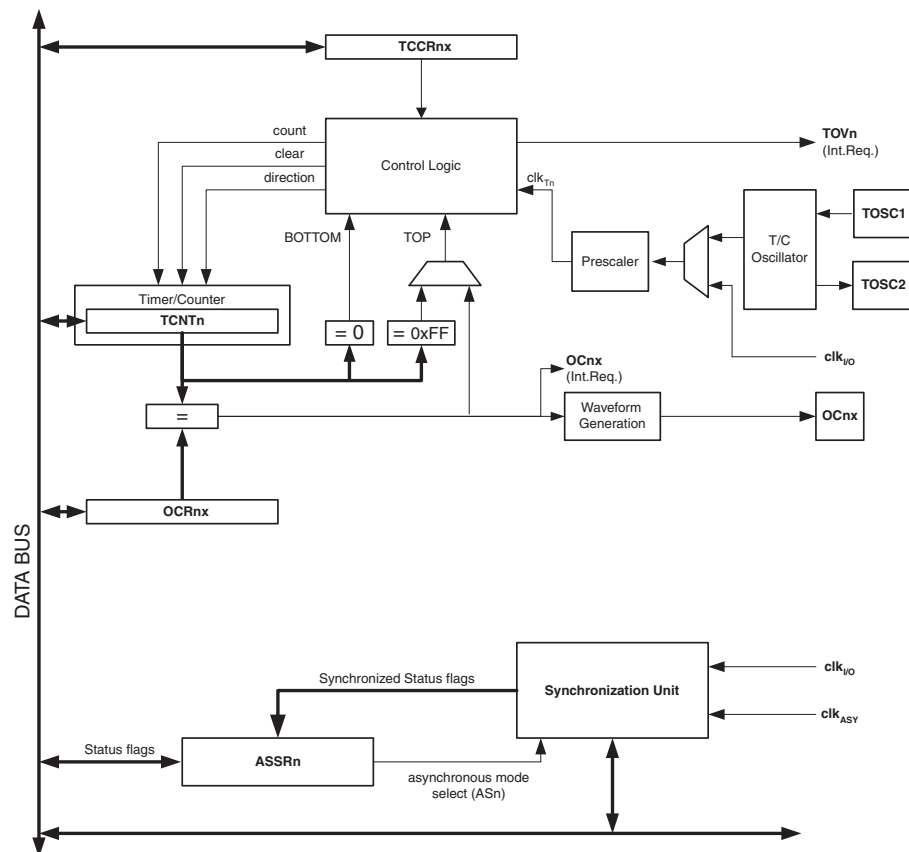 TCCRnx
count
clear
direction
Control Logic
TOVn
(Int.Req.)
clkTn
BOTTOM
TOP
TOSC1
T/C
Oscillator
Prescaler
TOSC2
Timer/Counter
TCNTn
= 0
= 0xFF
clkI/O
OCnx
(Int.Req.)
=
Waveform
Generation
OCnx
OCRnx
DATA BUS
Synchronized Status flags
Synchronization Unit
clkI/O
clkASY
Status flags
ASSRn
asynchronous mode
select (ASn)